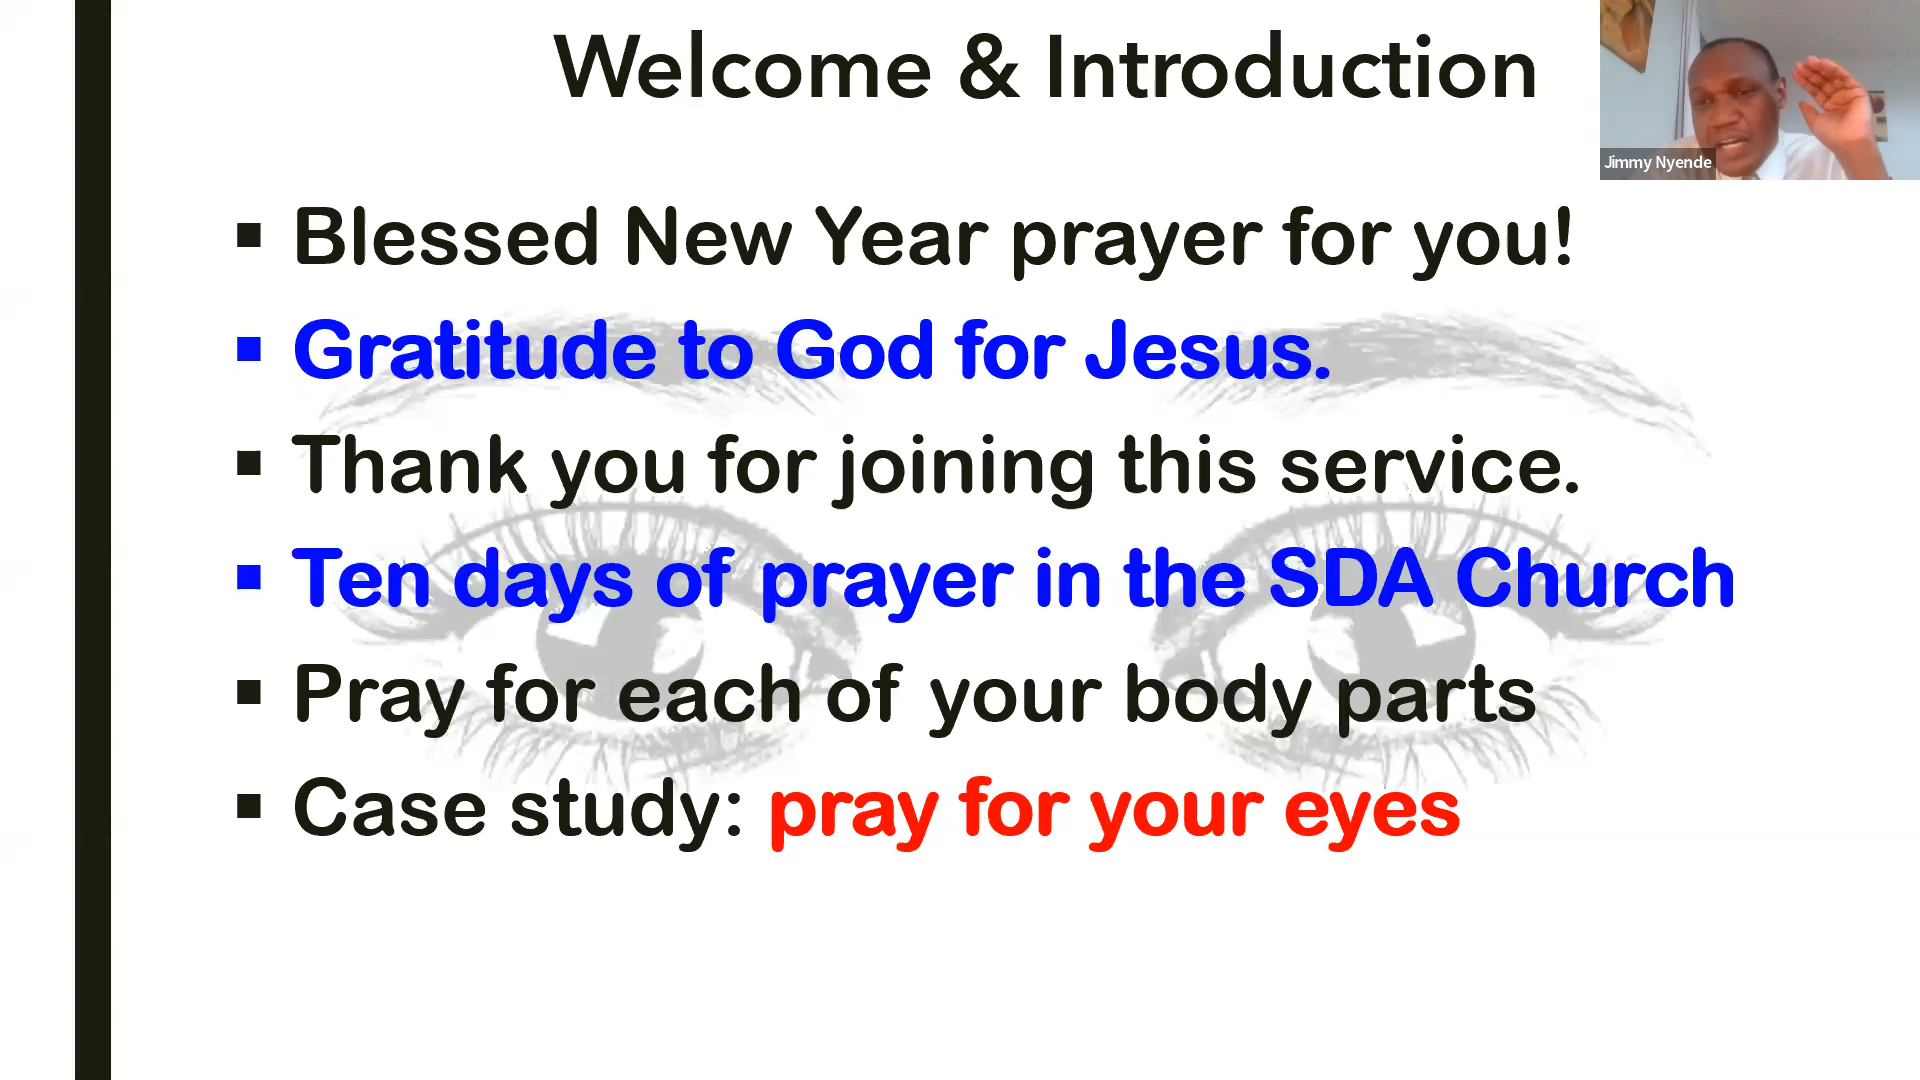 Welcome & Introduction
Jimmy Nyende
▪ Blessed New Year prayer for you!
▪ Gratitude to God for Jesus.
▪ Thank you for joining this service.
▪ Ten days of prayer in the SDA Church
▪ Pray for each of your body parts
▪ Case study: pray for your eyes